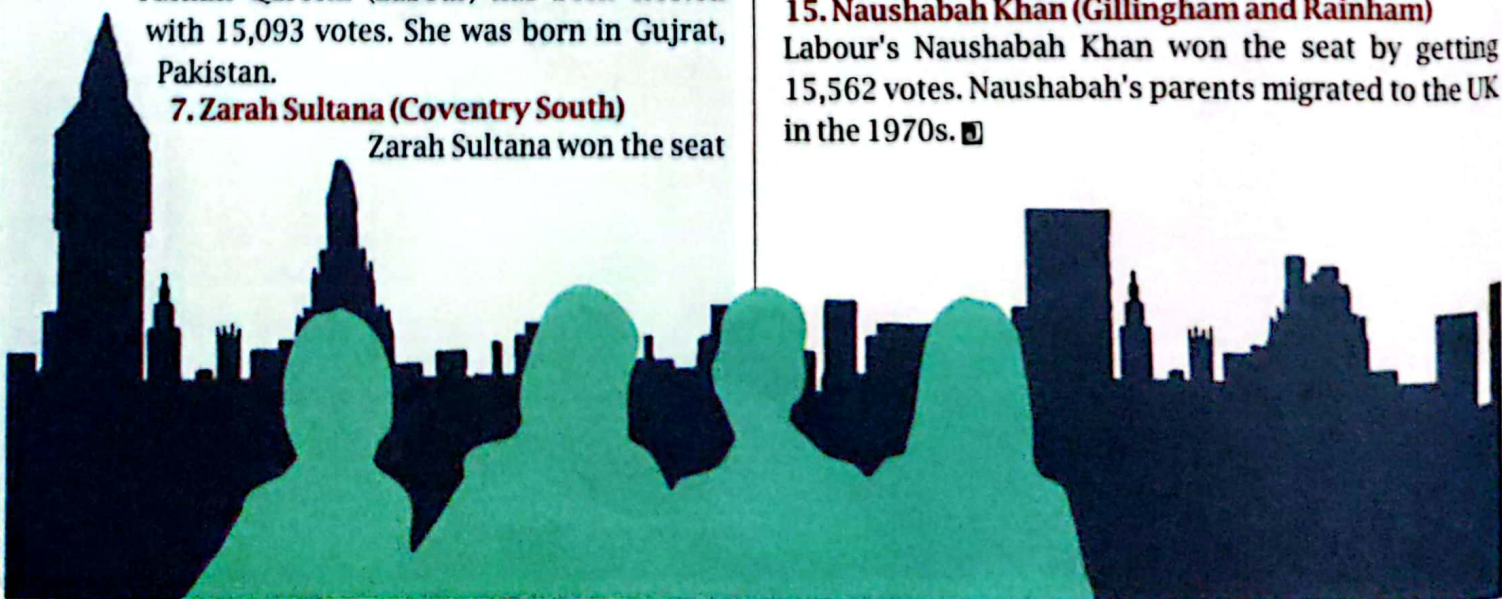 with 15,093 votes. She was born in Gujrat,
Pakistan.
7. Zarah Sultana (Coventry South)
Zarah Sultana won the seat
15. Naushabah Khan (Gillingham and Rainham)
Labour's Naushabah Khan won the seat by getting
15,562 votes. Naushabah's parents migrated to the UK
in the 1970s. J